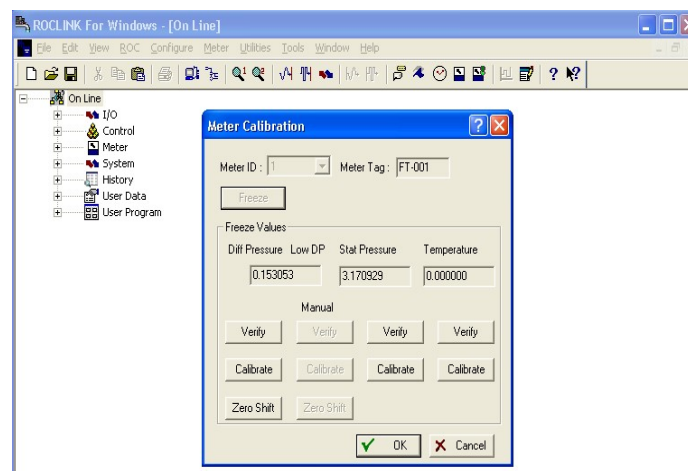 ROCLINK For Windows - [On Line]
File Edit View ROC Configure Meter Utilities Tools Window Help
On Line
I/O
Control
Meter
System
History
User Data
User Program
Meter Calibration
Meter ID : 1 Meter Tag : FT-001
Freeze
Freeze Values
Diff Pressure Low DP Stat Pressure Temperature
0.153053 3.170929 0.000000
Manual
Verify Verify Verify Verify
Calibrate Calibrate Calibrate Calibrate
Zero Shift Zero Shift
OK Cancel